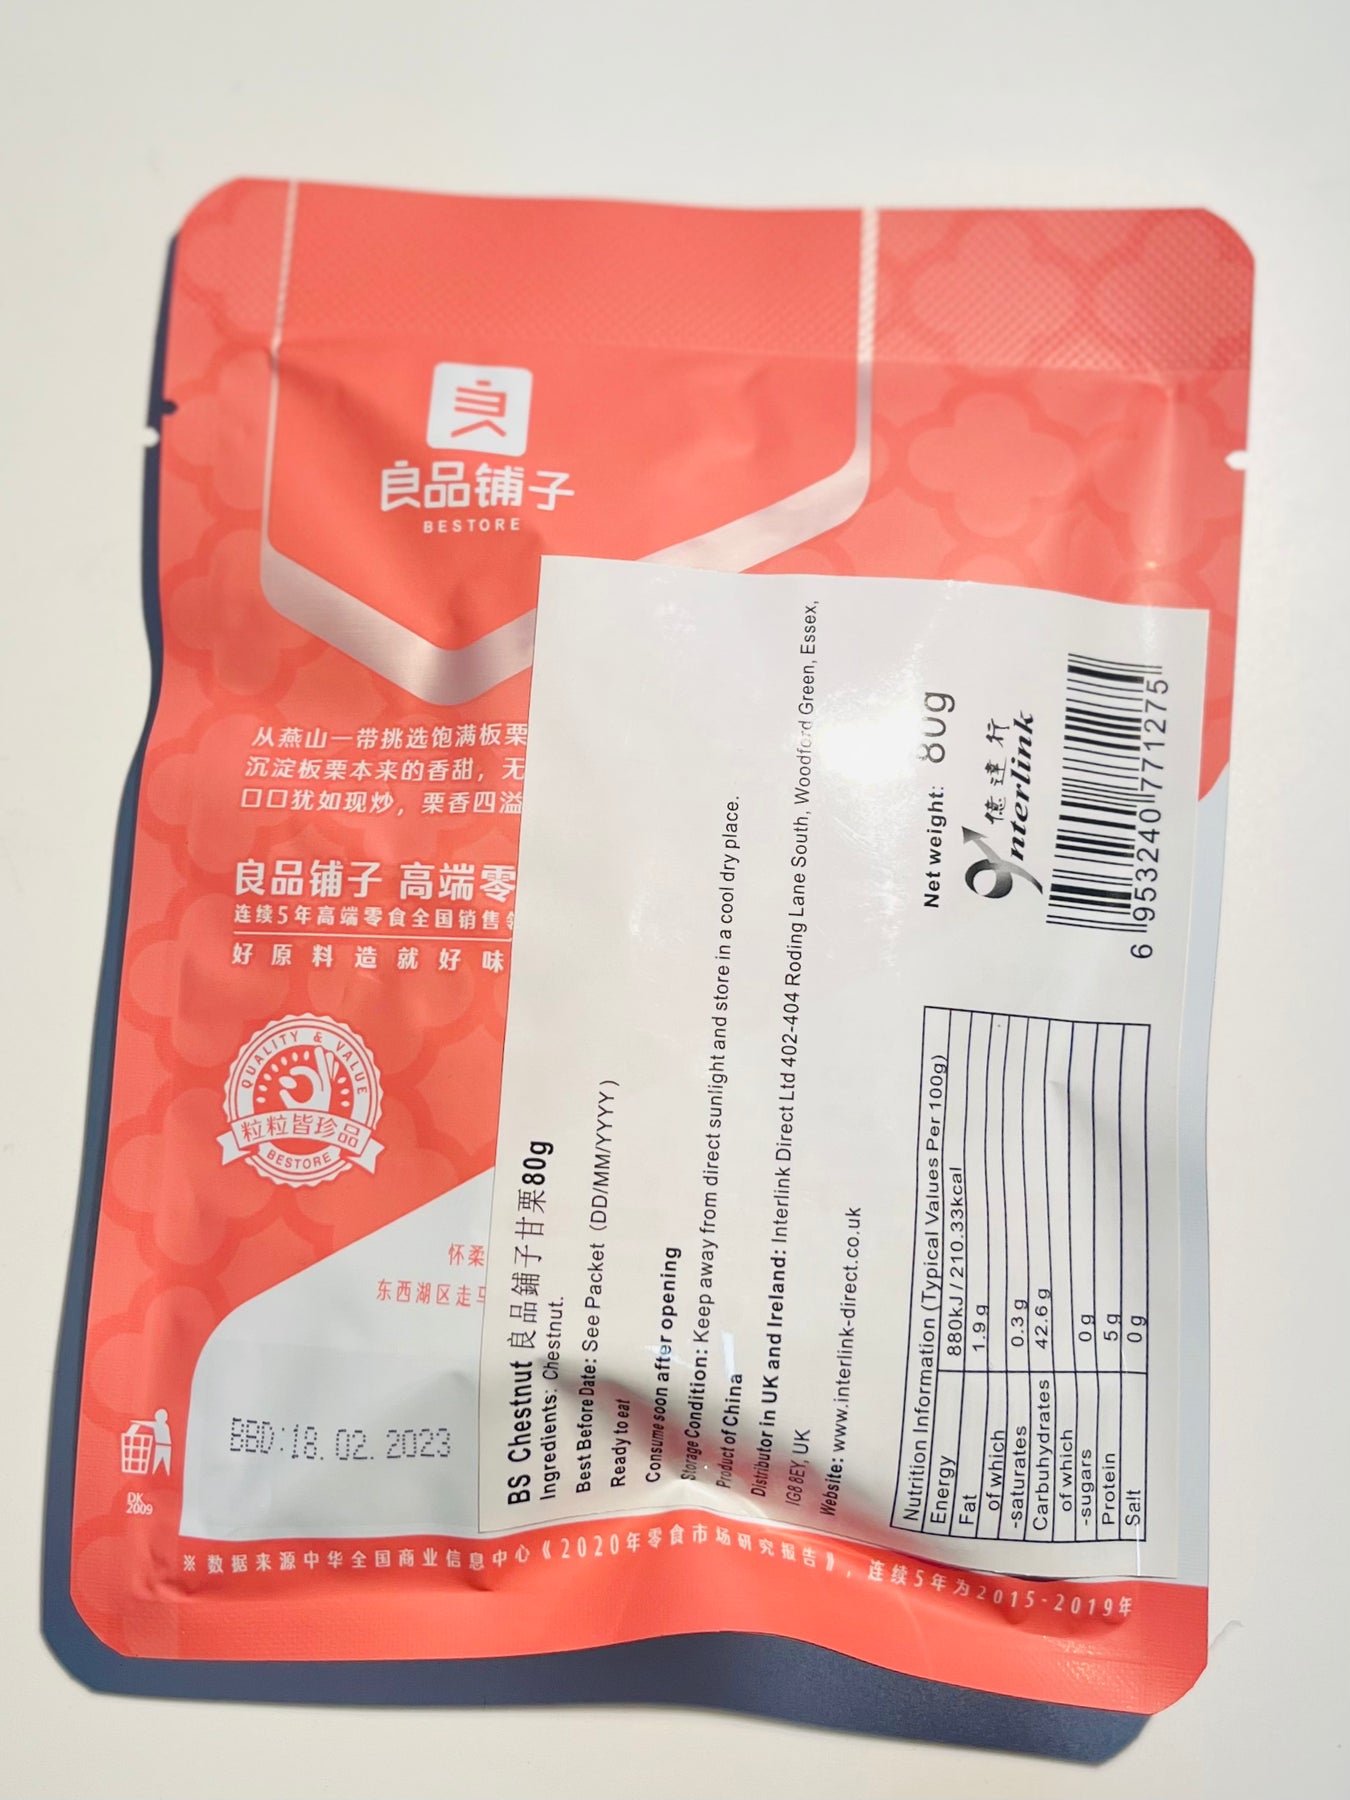 良品铺子
BESTORE
从燕山一带挑选饱满板栗
沉淀板栗本来的香甜，无
口口犹如现炒，栗香四溢
良品铺子 高端零
连续5年高端零食全国销售
好原料造就好味
QUALITY & VALUE
粒粒皆珍品
BESTORE
怀柔
东西湖区走马
BBD:18.02.2023
DK
2009
※数据来源中华全国商业信息中心《2020年零食市场研究报告》，连续5年为2015-2019年
BS Chestnut 良品鋪子甘栗80g
Ingredients: Chestnut.
Best Before Date: See Packet (DD/MM/YYYY)
Ready to eat
Consume soon after opening
Storage Condition: Keep away from direct sunlight and store in a cool dry place.
Product of China
Distributor in UK and Ireland: Interlink Direct Ltd 402-404 Roding Lane South, Woodford Green, Essex,
IG8 8EY, UK
Website: www.interlink-direct.co.uk
Nutrition Information (Typical Values Per 100g)
Energy 880kJ / 210.33kcal
Fat 1.9g
of which
-saturates 0.3g
Carbuhydrates 42.6g
of which
-sugars 0g
Protein 5g
Salt 0g
Net weight: 80g
億達行
Interlink
6 953240 771275